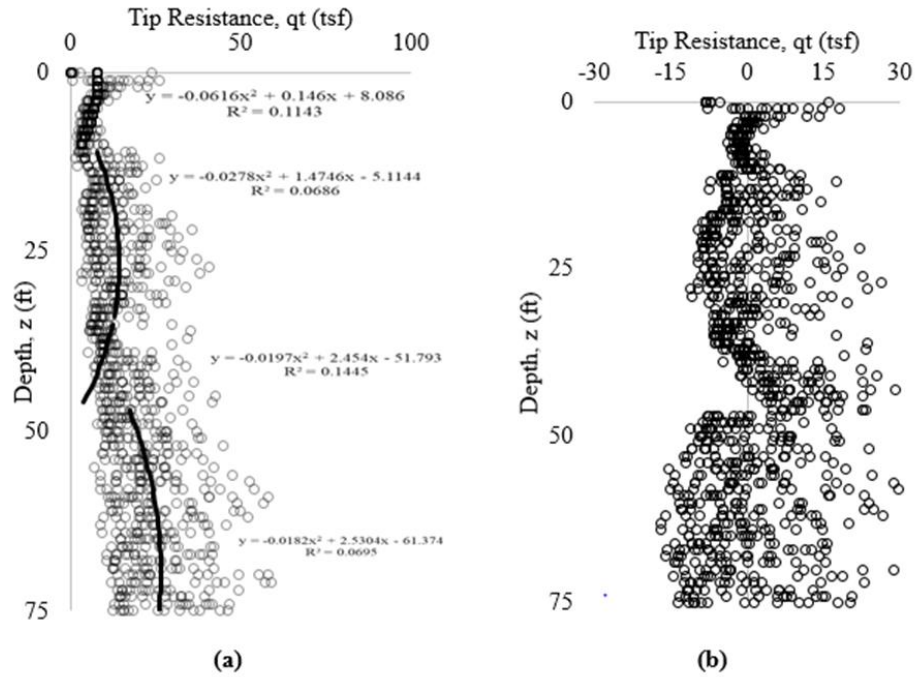 Tip Resistance, qt (tsf)
0 50 100
0
y = -0.0616x² + 0.146x + 8.086
R² = 0.1143
y = -0.0278x² + 1.4746x - 5.1144
R² = 0.0686
25
Depth, z (ft)
y = -0.0197x² + 2.454x - 51.793
R² = 0.1445
50
y = -0.0182x² + 2.5304x - 61.374
R² = 0.0695
75
(a)
Tip Resistance, qt (tsf)
-30 -15 0 15 30
0
25
Depth, z (ft)
50
75
(b)